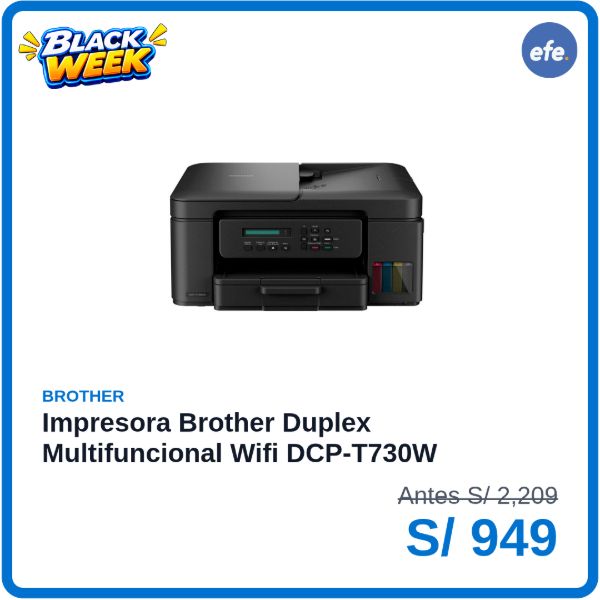 BLACK
WEEK
efe.
BROTHER
Impresora Brother Duplex
Multifuncional Wifi DCP-T730W
Antes S/ 2,209
S/ 949